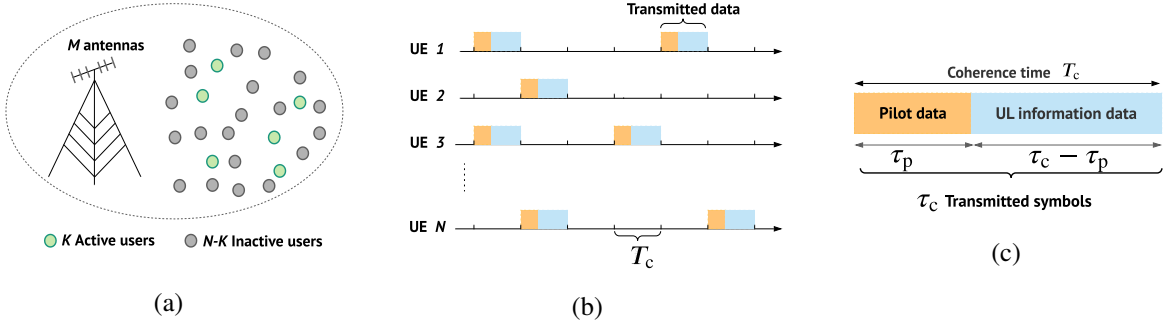 M antennas
K Active users
N-K Inactive users
(a)
Transmitted data
UE 1
UE 2
UE 3
UE N
T_c
(b)
Coherence time T_c
Pilot data
UL information data
τ_p
τ_c − τ_p
τ_c Transmitted symbols
(c)